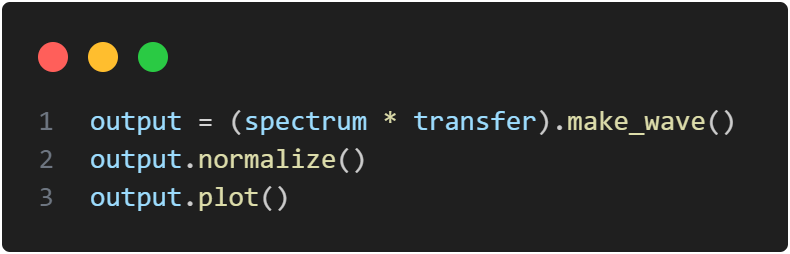 1 output = (spectrum * transfer).make_wave()
2 output.normalize()
3 output.plot()